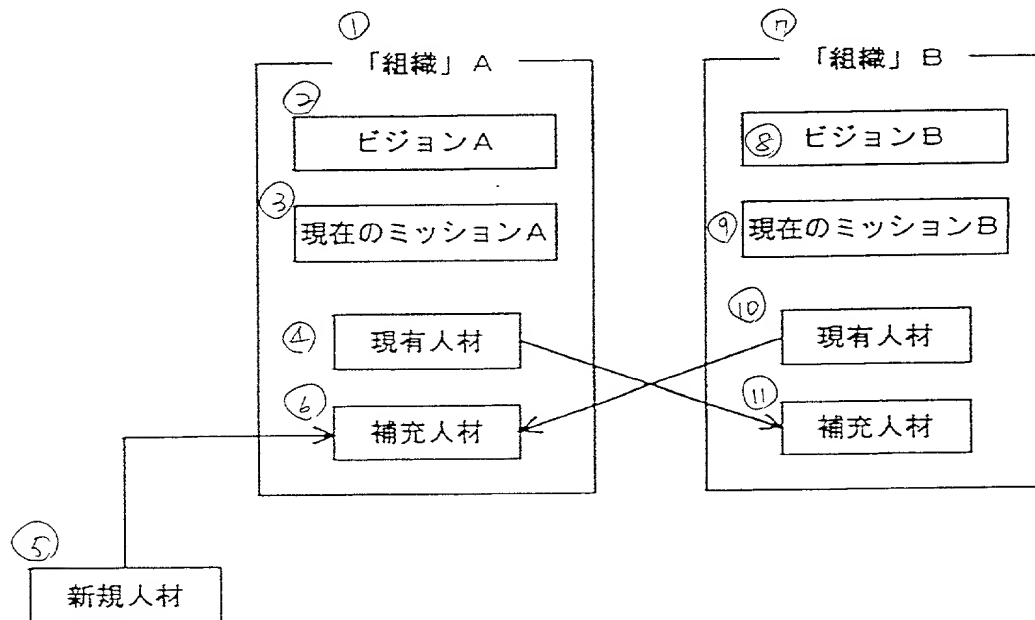 ①
「組織」A
②
ビジョンA
③
現在のミッションA
④
現有人材
⑥
補充人材
⑤
新規人材
⑦
「組織」B
⑧
ビジョンB
⑨
現在のミッションB
⑩
現有人材
⑪
補充人材